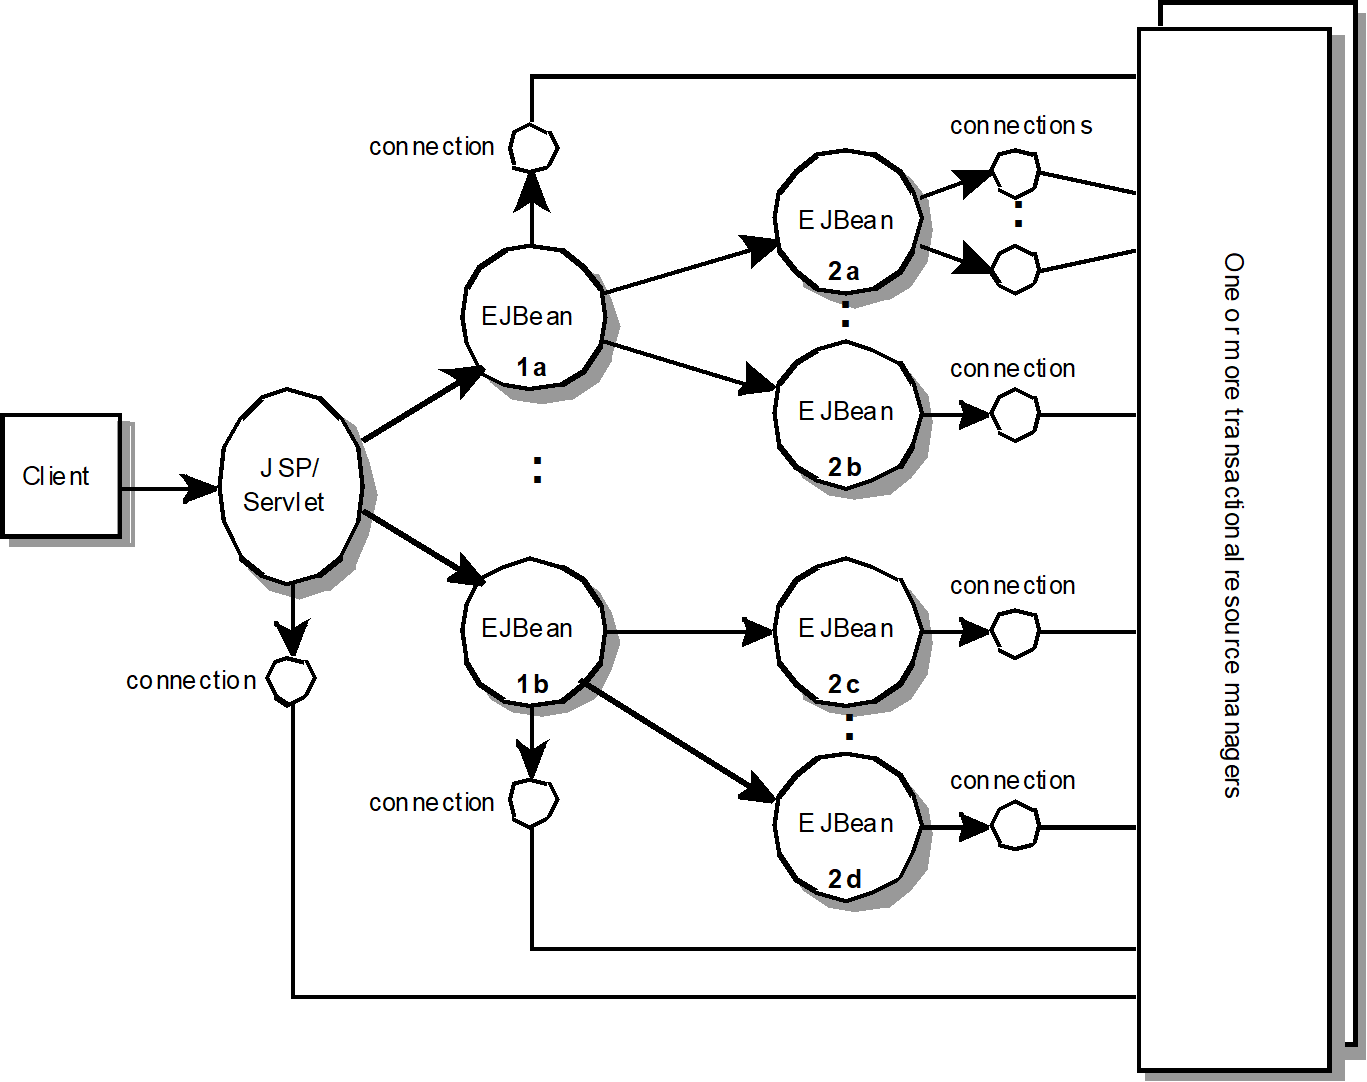 connections
connection
EJBean
2a
EJBean
1a
connection
EJBean
2b
JSP/
Servlet
Client
connection
EJBean
1b
EJBean
2c
connection
connection
connection
EJBean
2d
One or more transactional resource managers